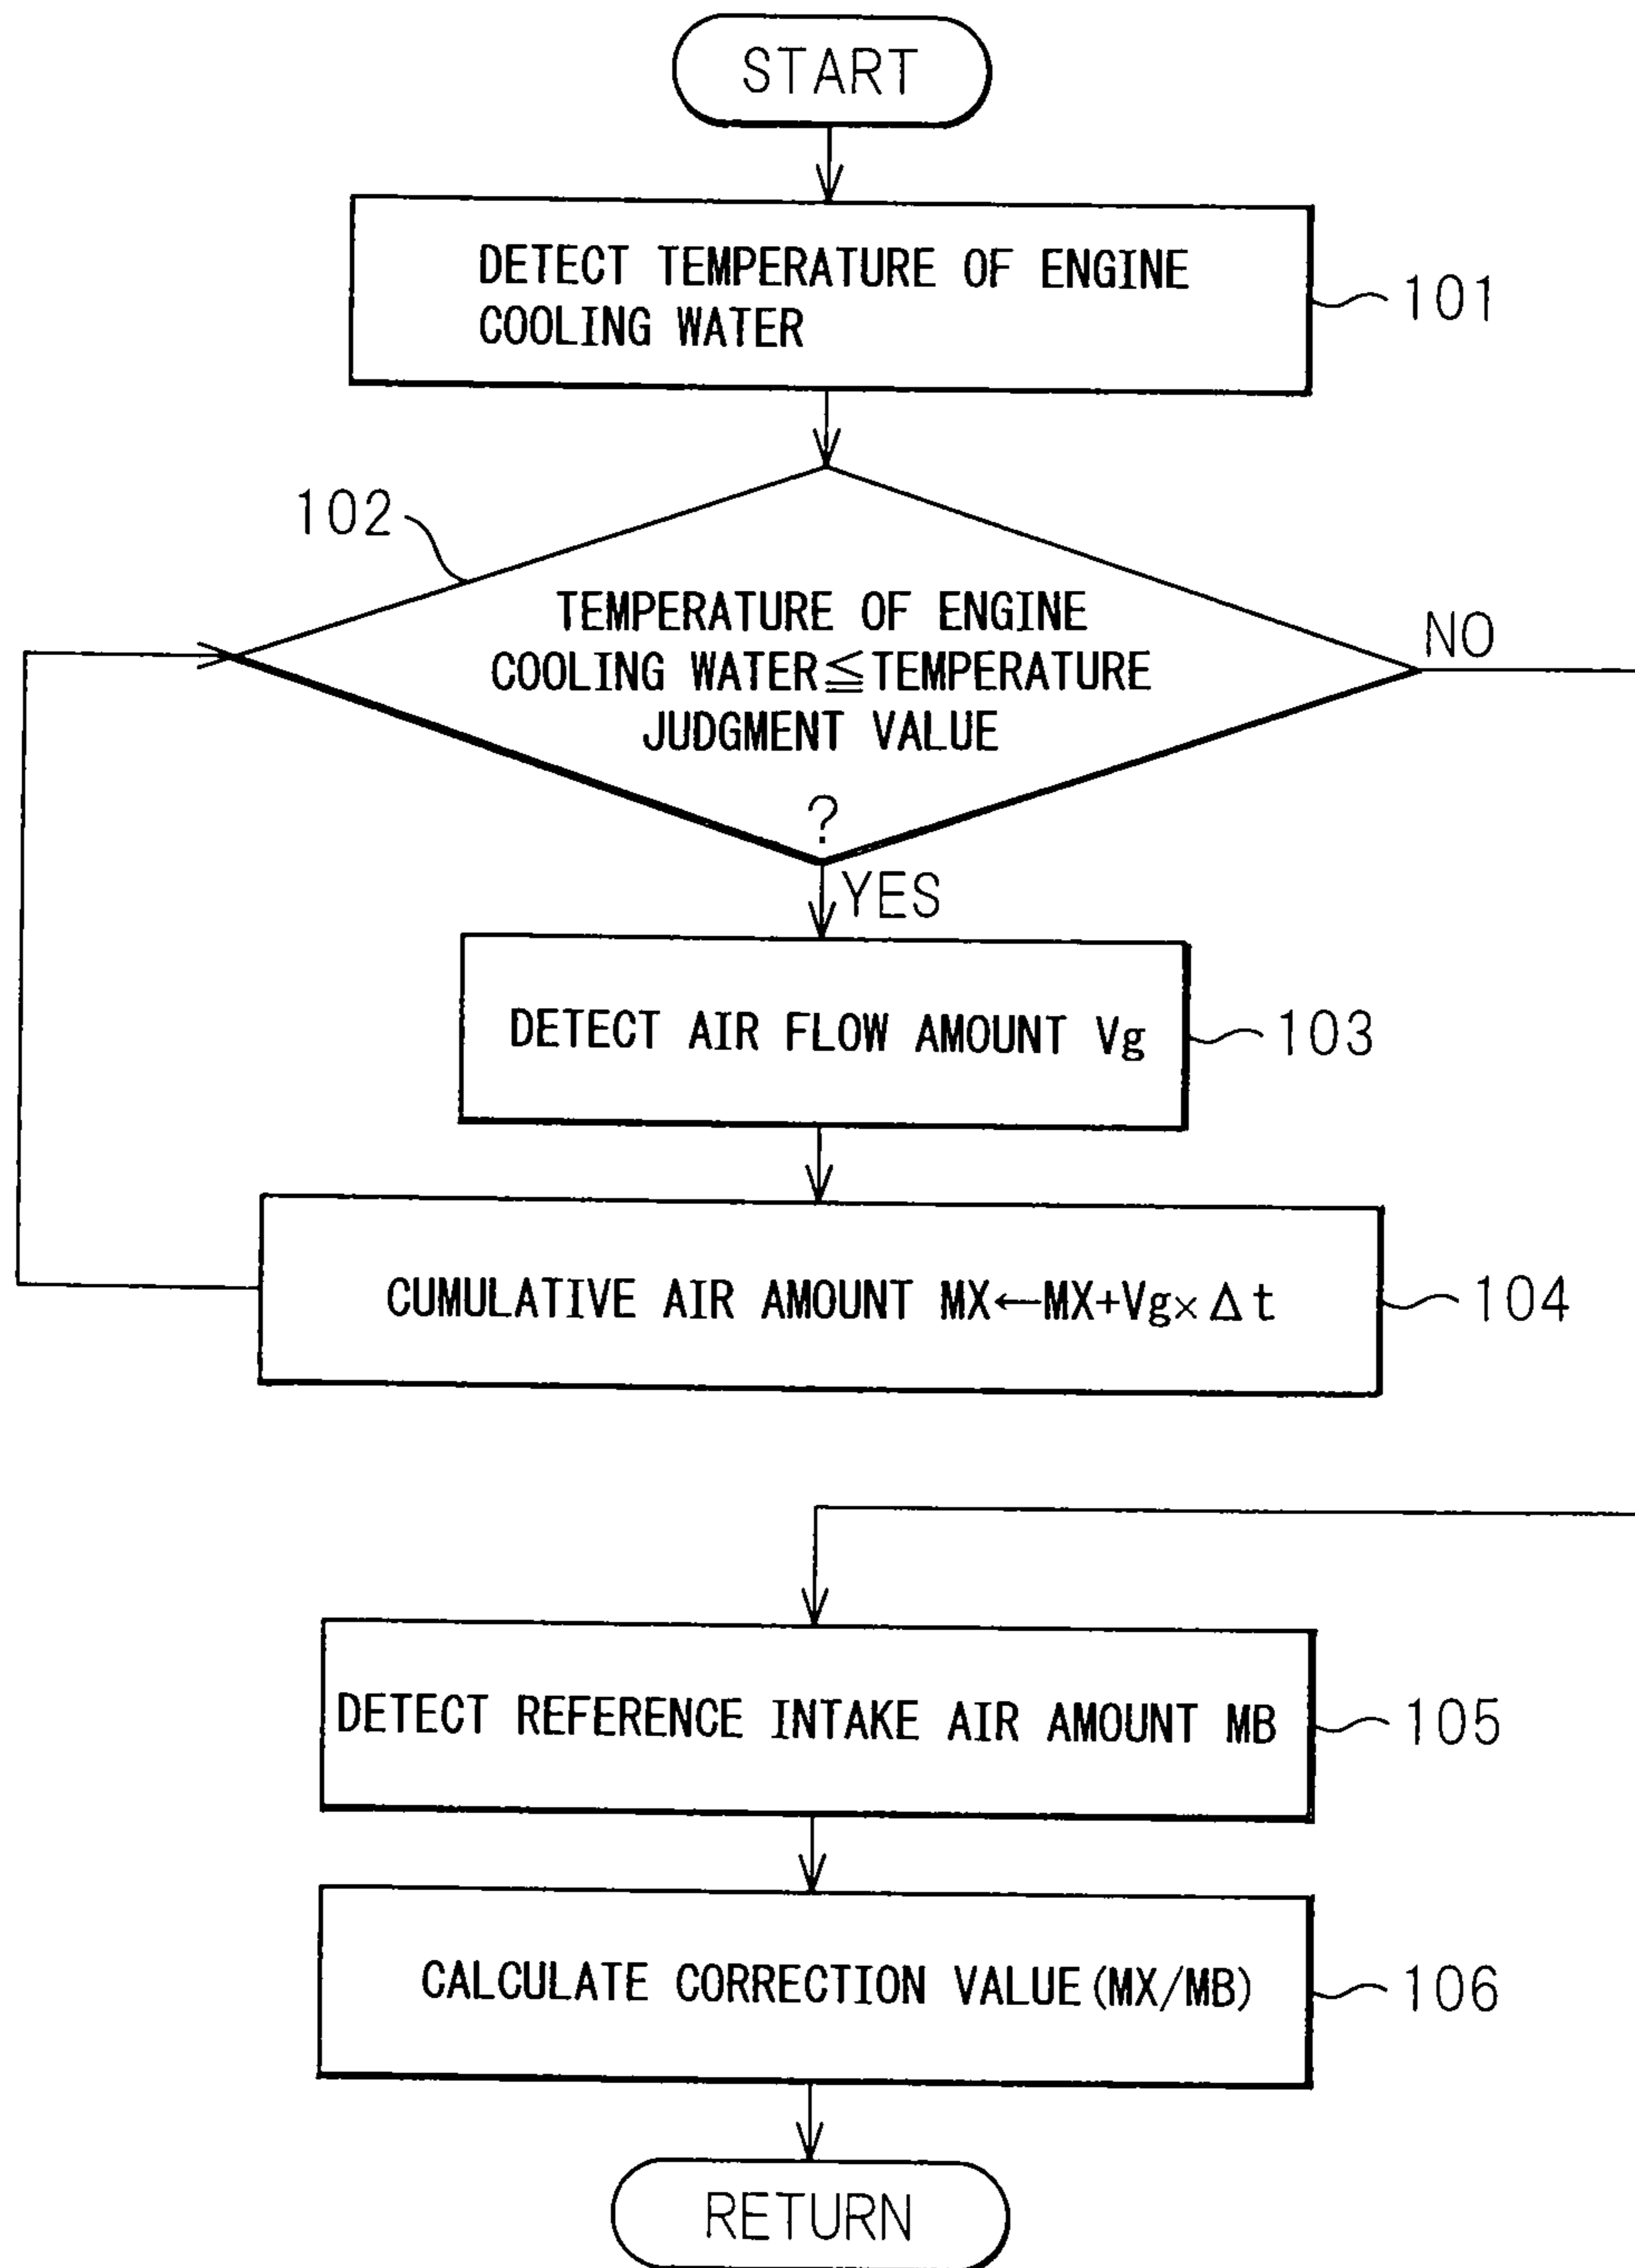 START
DETECT TEMPERATURE OF ENGINE
COOLING WATER
101
102
TEMPERATURE OF ENGINE
COOLING WATER≦TEMPERATURE
JUDGMENT VALUE
?
NO
YES
DETECT AIR FLOW AMOUNT Vg
103
CUMULATIVE AIR AMOUNT MX←MX+Vg×Δt
104
DETECT REFERENCE INTAKE AIR AMOUNT MB
105
CALCULATE CORRECTION VALUE(MX/MB)
106
RETURN